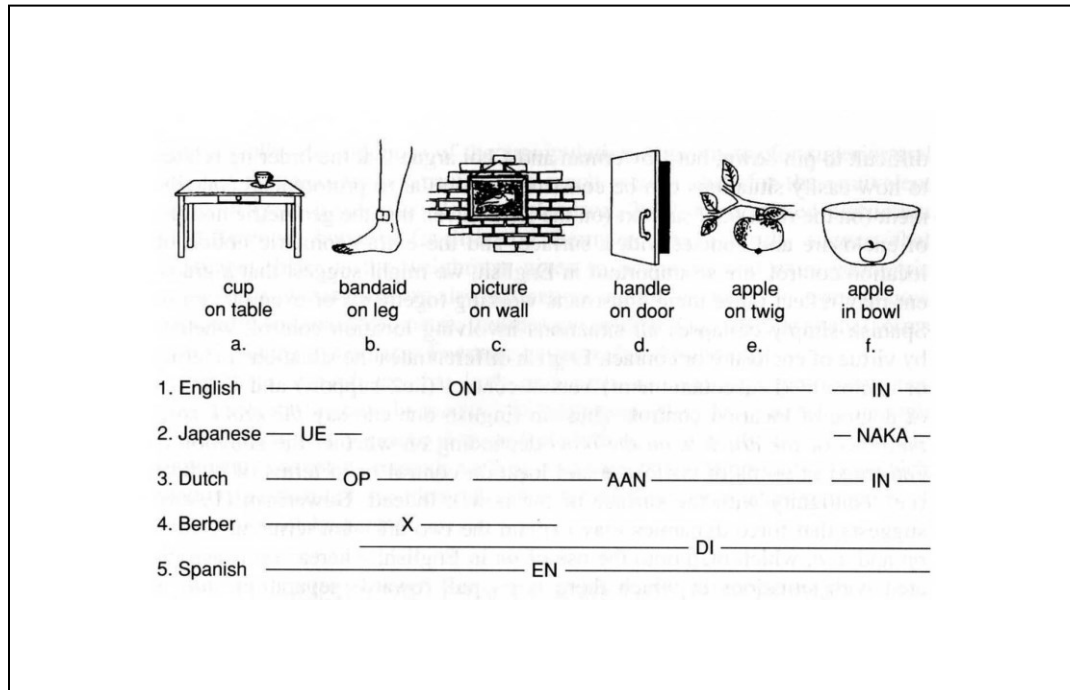 cup bandaid picture handle apple apple
on table on leg on wall on door on twig in bowl
a. b. c. d. e. f.
1. English ON IN
2. Japanese UE NAKA
3. Dutch OP AAN IN
4. Berber X
DI
5. Spanish EN